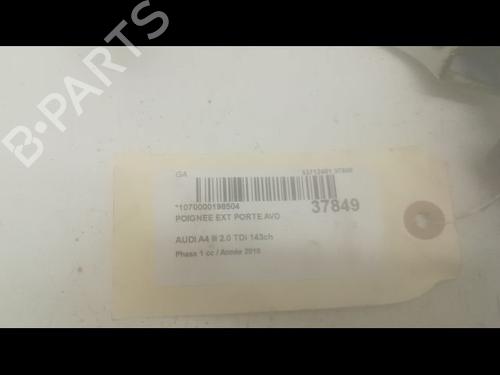 B-PARTS
GA
*1070000198504
37849
POIGNEE EXT PORTE AVD
AUDI A4 III 2.0 TDI 143ch
Phase 1 cc / Année 2010